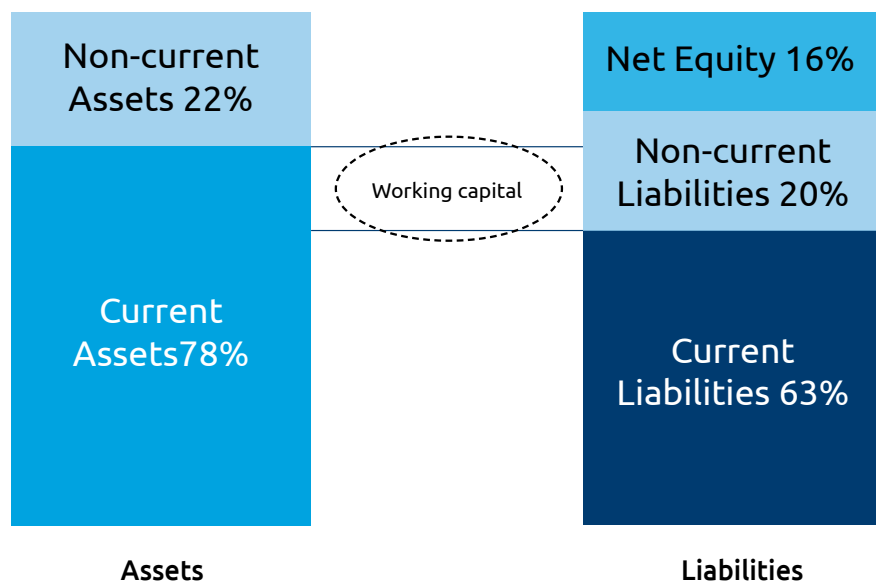 Non-current
Assets 22%
Current
Assets78%
Working capital
Net Equity 16%
Non-current
Liabilities 20%
Current
Liabilities 63%
Assets
Liabilities